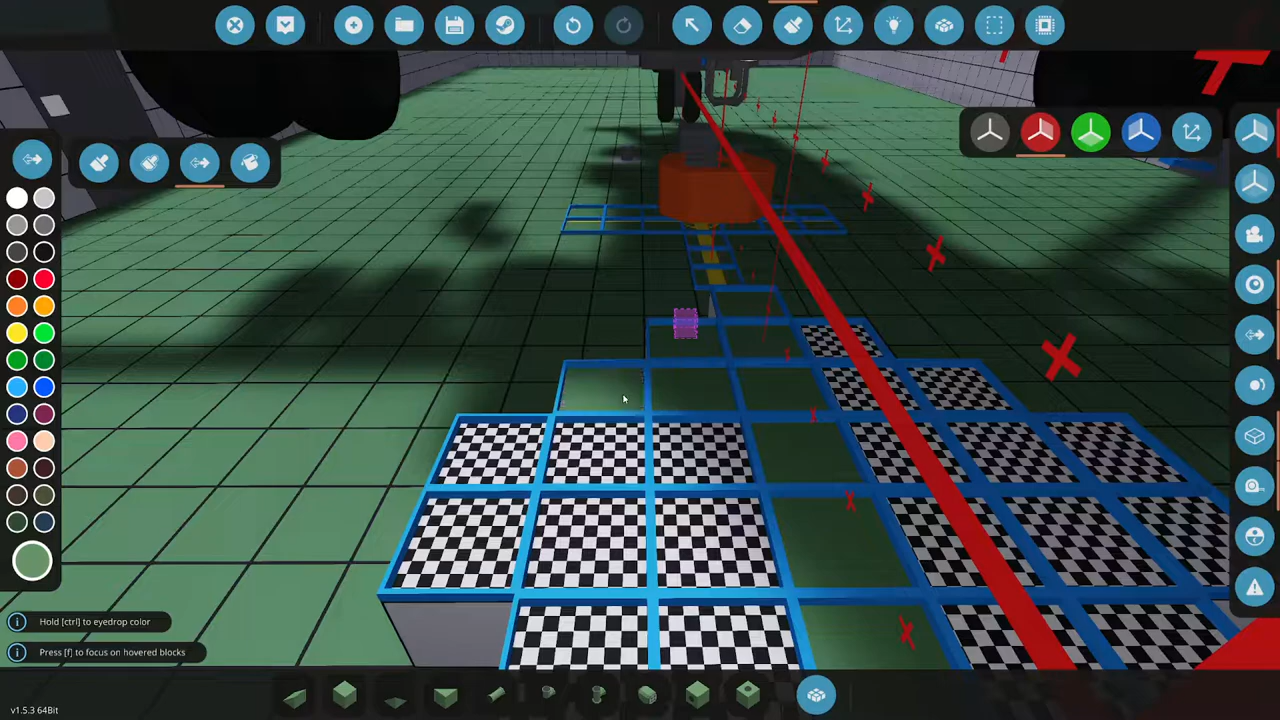 Hold [ctrl] to eyedrop color
Press [f] to focus on hovered blocks
v1.5.3 64Bit